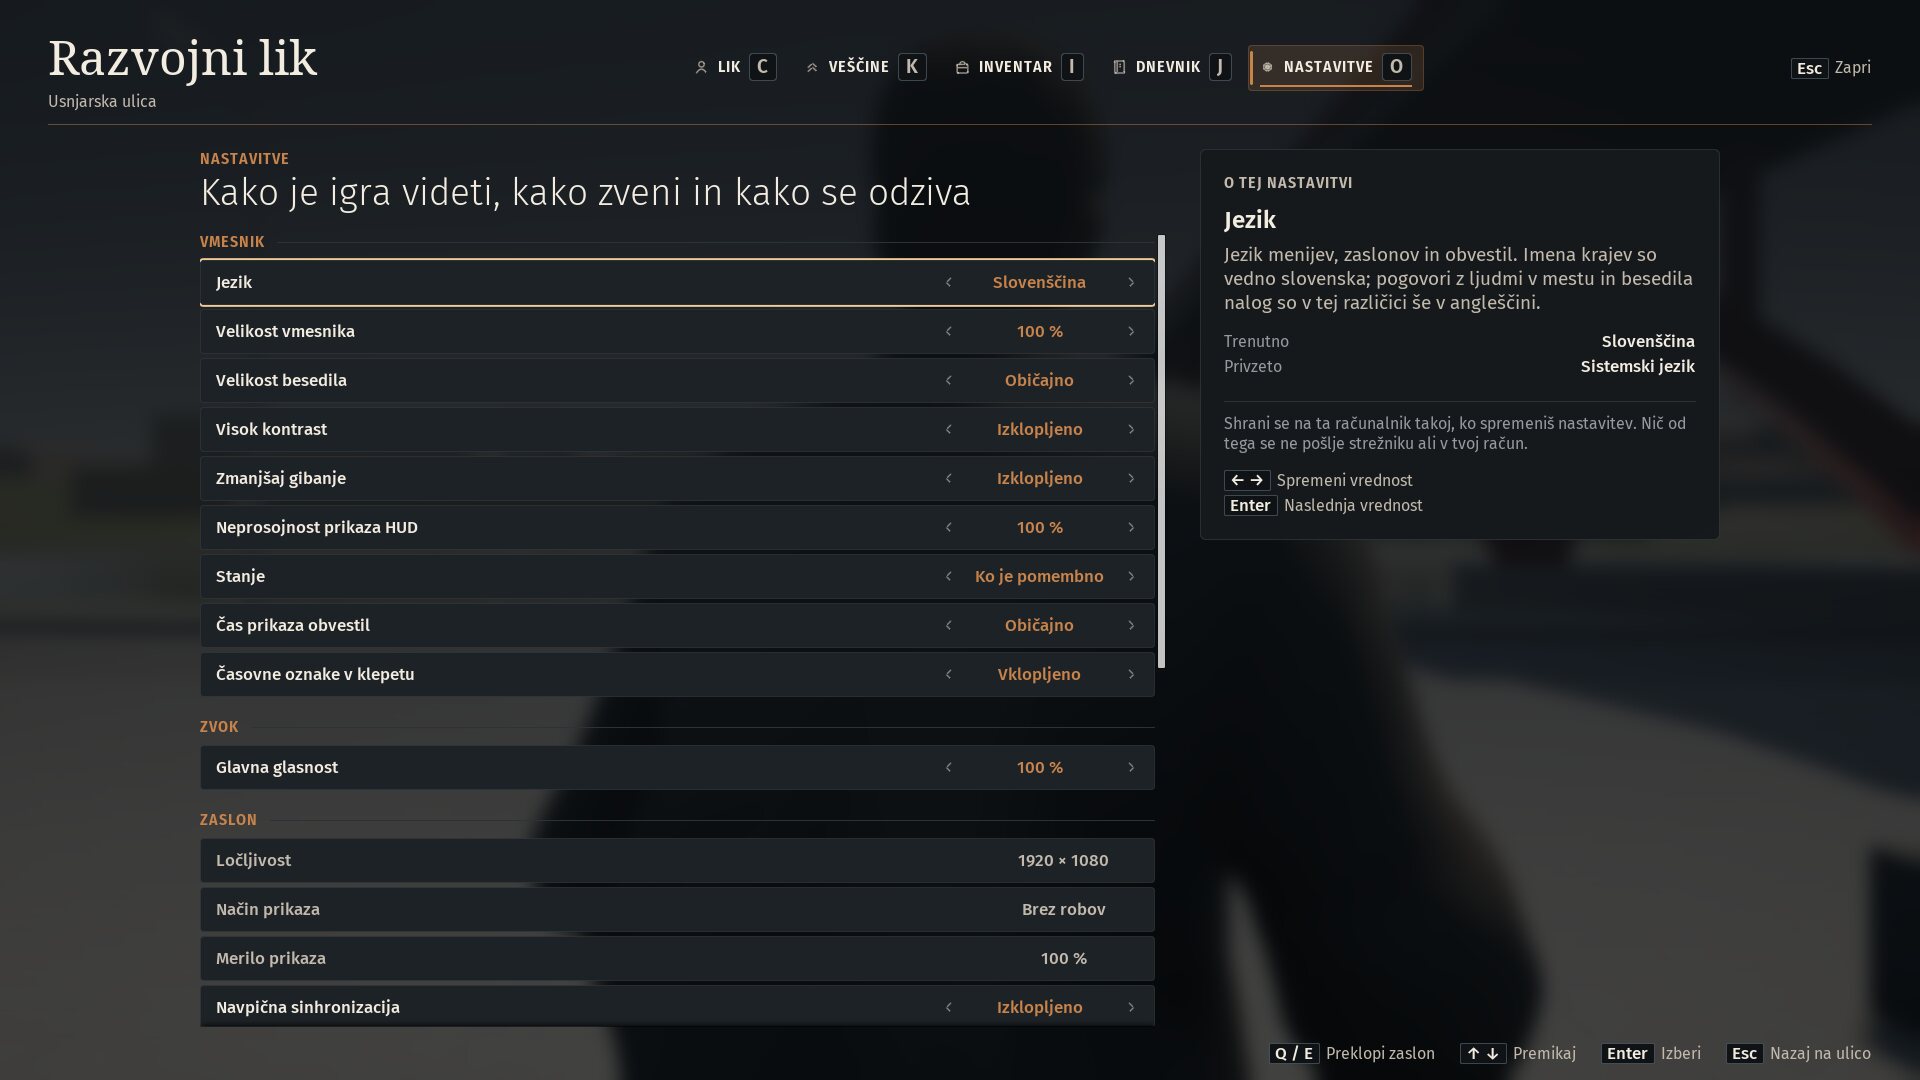 Razvojni lik
Usnjarska ulica
LIK C
VEŠČINE K
INVENTAR I
DNEVNIK J
NASTAVITVE O
Esc Zapri
NASTAVITVE
Kako je igra videti, kako zveni in kako se odziva
VMESNIK
Jezik Slovenščina
Velikost vmesnika 100 %
Velikost besedila Običajno
Visok kontrast Izklopljeno
Zmanjšaj gibanje Izklopljeno
Neprosojnost prikaza HUD 100 %
Stanje Ko je pomembno
Čas prikaza obvestil Običajno
Časovne oznake v klepetu Vklopljeno
ZVOK
Glavna glasnost 100 %
ZASLON
Ločljivost 1920 × 1080
Način prikaza Brez robov
Merilo prikaza 100 %
Navpična sinhronizacija Izklopljeno
O TEJ NASTAVITVI
Jezik
Jezik menijev, zaslonov in obvestil. Imena krajev so
vedno slovenska; pogovori z ljudmi v mestu in besedila
nalog so v tej različici še v angleščini.
Trenutno Slovenščina
Privzeto Sistemski jezik
Shrani se na ta računalnik takoj, ko spremeniš nastavitev. Nič od
tega se ne pošlje strežniku ali v tvoj račun.
← → Spremeni vrednost
Enter Naslednja vrednost
Q / E Preklopi zaslon
↑ ↓ Premikaj
Enter Izberi
Esc Nazaj na ulico